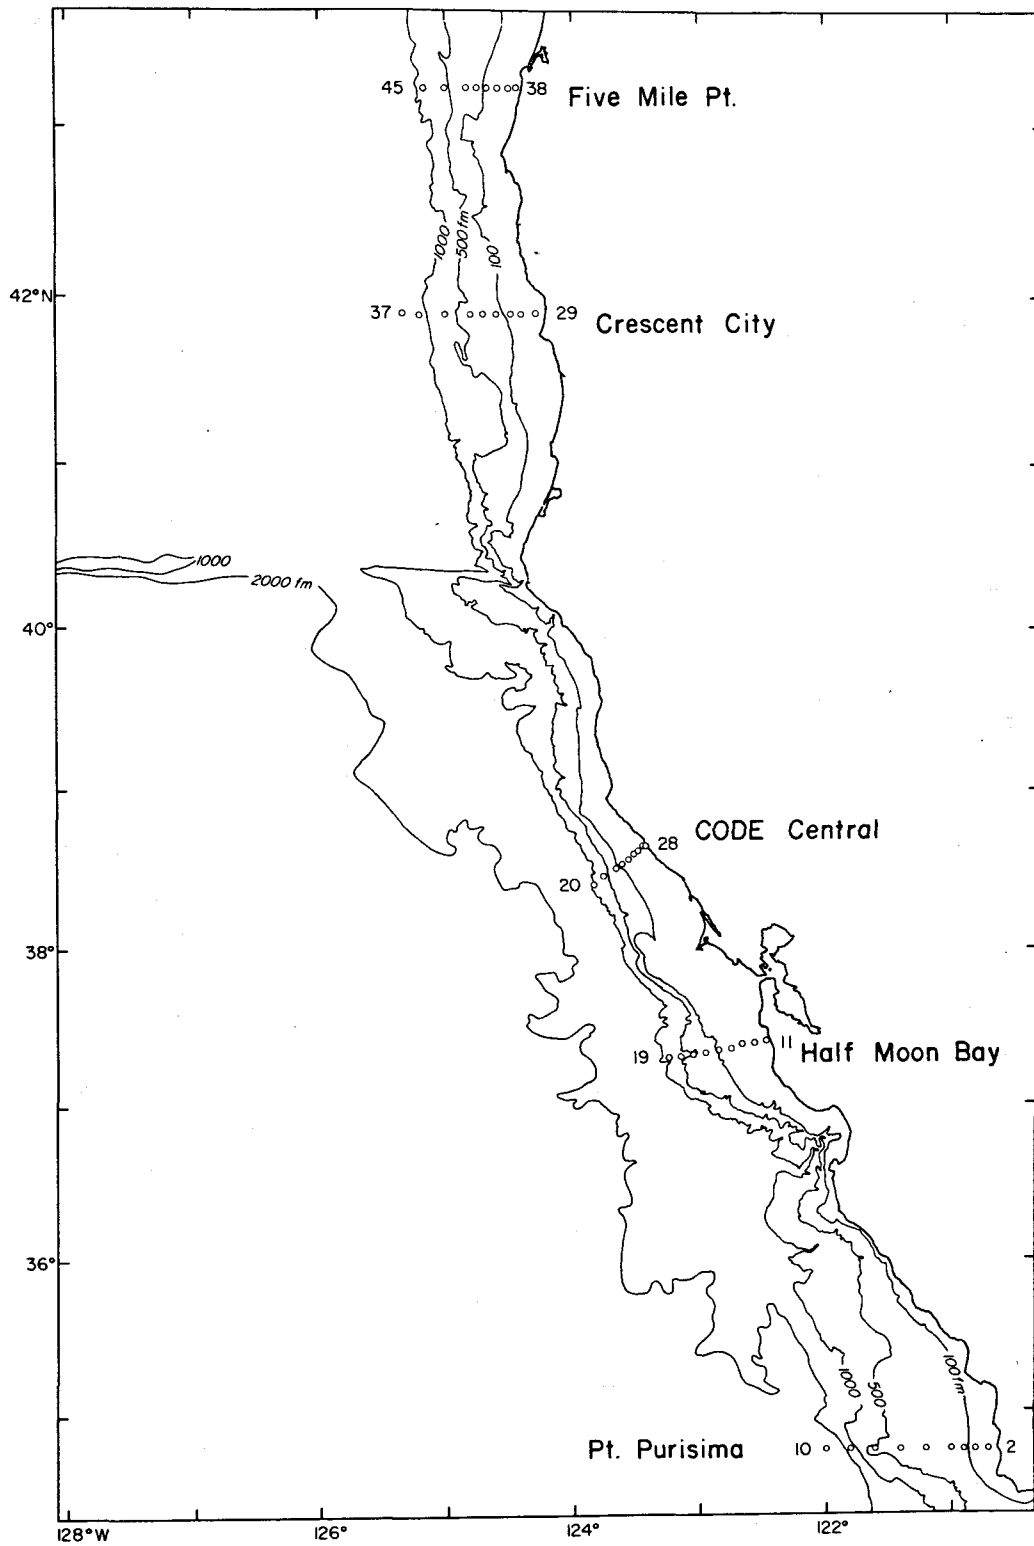 45 38 Five Mile Pt.
1000 500 fm 100
42°N
37 29 Crescent City
1000
2000 fm
40°
CODE Central
28
20
38°
19 11 Half Moon Bay
36°
1000 500 100 fm
Pt. Purisima 10 2
128°W 126° 124° 122°